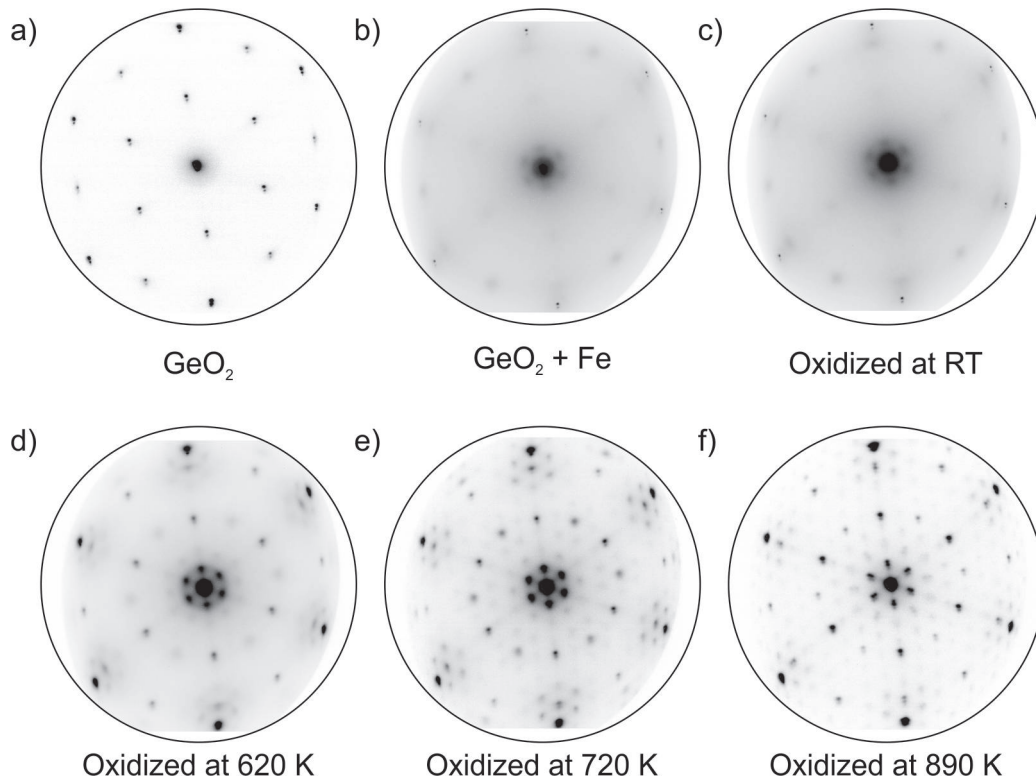 a)
b)
c)
GeO₂
GeO₂ + Fe
Oxidized at RT
d)
e)
f)
Oxidized at 620 K
Oxidized at 720 K
Oxidized at 890 K